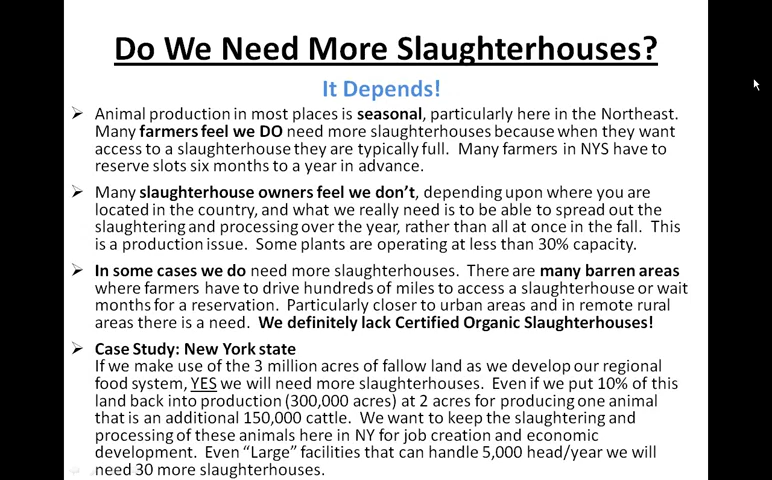 Do We Need More Slaughterhouses?
It Depends!
➢ Animal production in most places is seasonal, particularly here in the Northeast.
Many farmers feel we DO need more slaughterhouses because when they want
access to a slaughterhouse they are typically full. Many farmers in NYS have to
reserve slots six months to a year in advance.
➢ Many slaughterhouse owners feel we don't, depending upon where you are
located in the country, and what we really need is to be able to spread out the
slaughtering and processing over the year, rather than all at once in the fall. This
is a production issue. Some plants are operating at less than 30% capacity.
➢ In some cases we do need more slaughterhouses. There are many barren areas
where farmers have to drive hundreds of miles to access a slaughterhouse or wait
months for a reservation. Particularly closer to urban areas and in remote rural
areas there is a need. We definitely lack Certified Organic Slaughterhouses!
➢ Case Study: New York state
If we make use of the 3 million acres of fallow land as we develop our regional
food system, YES we will need more slaughterhouses. Even if we put 10% of this
land back into production (300,000 acres) at 2 acres for producing one animal
that is an additional 150,000 cattle. We want to keep the slaughtering and
processing of these animals here in NY for job creation and economic
development. Even "Large" facilities that can handle 5,000 head/year we will
need 30 more slaughterhouses.